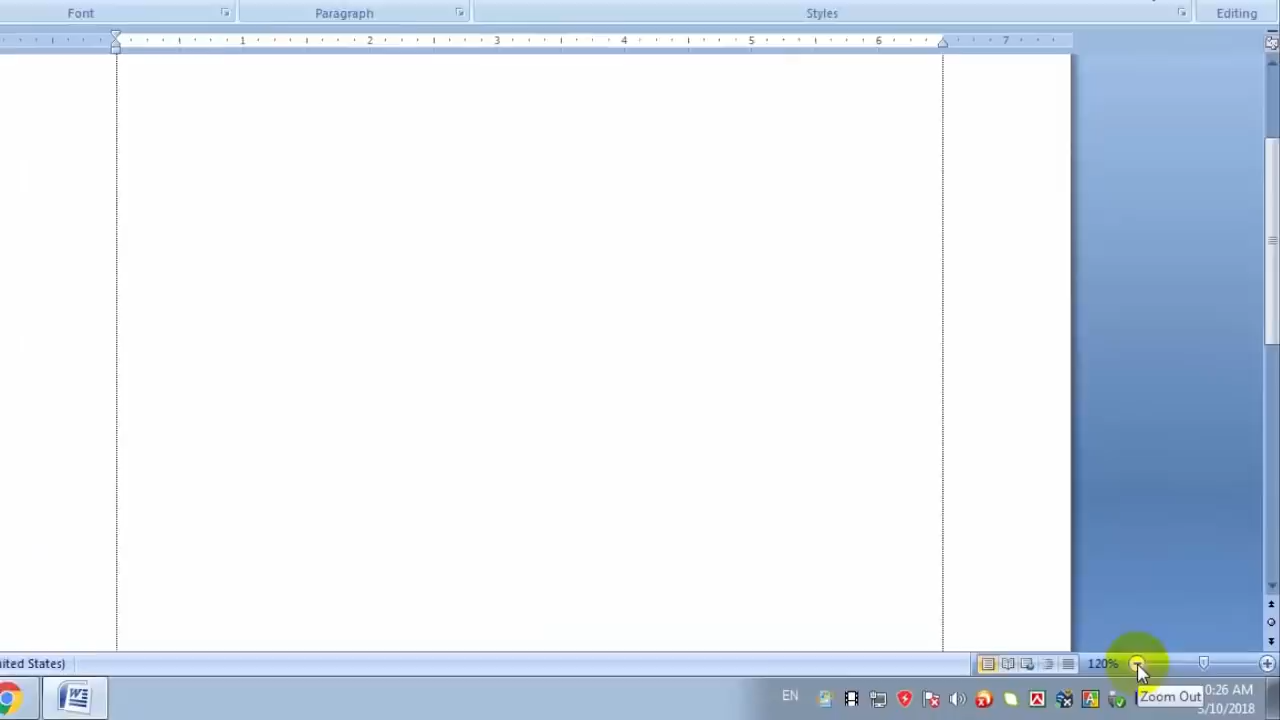 Font Paragraph Styles Editing
1 2 3 4 5 6 7
ited States) 120%
EN 0:26 AM
Zoom Out /10/2018